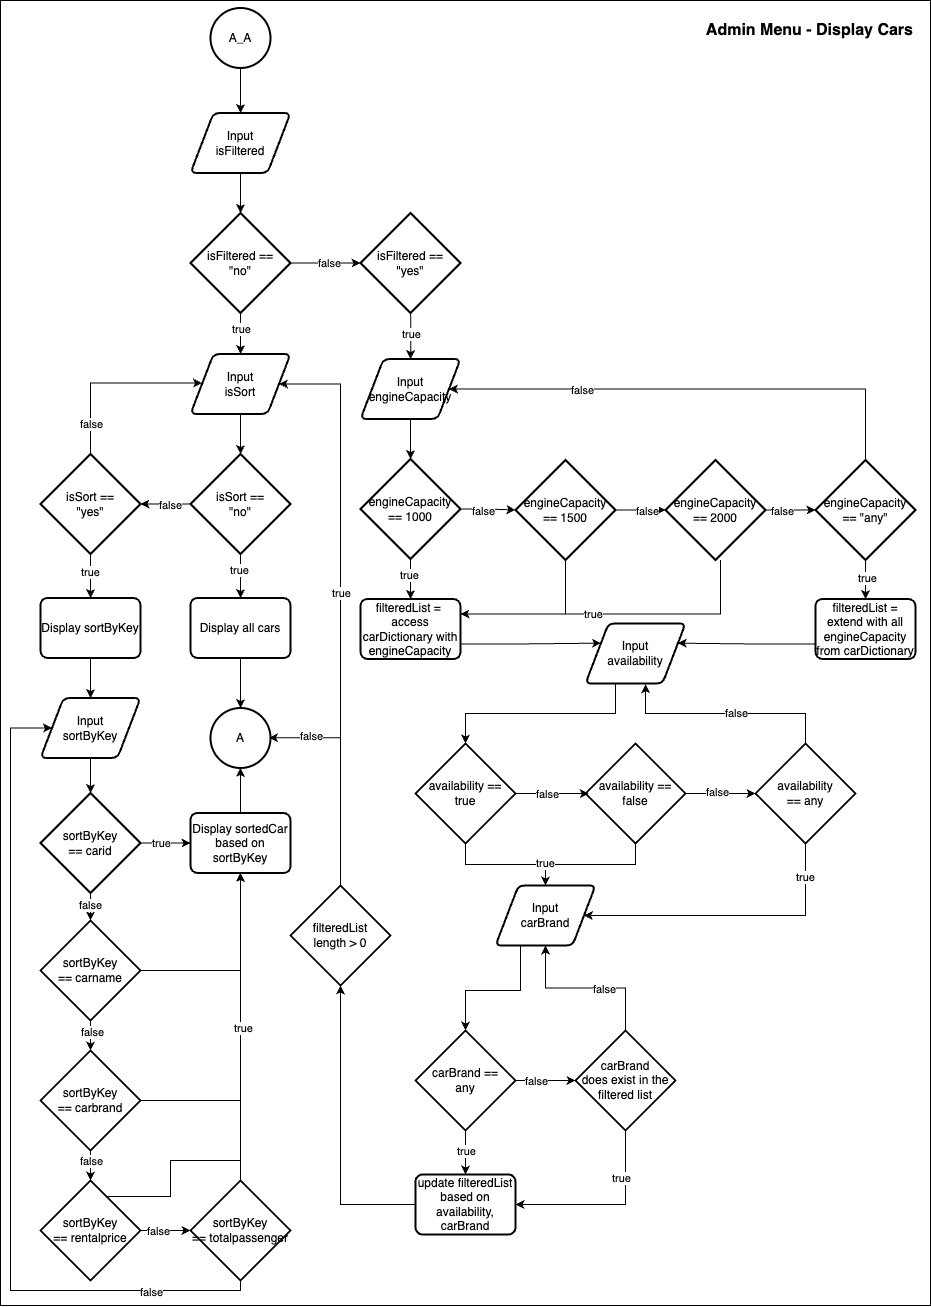 Admin Menu - Display Cars
A_A
Input
isFiltered
isFiltered ==
"no"
false
isFiltered ==
"yes"
true
true
Input
isSort
Input
engineCapacity
false
false
isSort ==
"yes"
false
isSort ==
"no"
engineCapacity
== 1000
false
engineCapacity
== 1500
false
engineCapacity
== 2000
false
engineCapacity
== "any"
true
true
true
true
true
true
Display sortByKey
Display all cars
filteredList =
access
carDictionary with
engineCapacity
filteredList =
extend with all
engineCapacity
from carDictionary
Input
availability
Input
sortByKey
A
false
false
availability ==
true
false
availability ==
false
false
availability
== any
sortByKey
== carid
true
Display sortedCar
based on
sortByKey
true
true
false
filteredList
length > 0
Input
carBrand
sortByKey
== carname
false
false
true
sortByKey
== carbrand
carBrand ==
any
false
carBrand
does exist in the
filtered list
false
true
true
sortByKey
== rentalprice
false
sortByKey
== totalpassenger
update filteredList
based on
availability,
carBrand
false